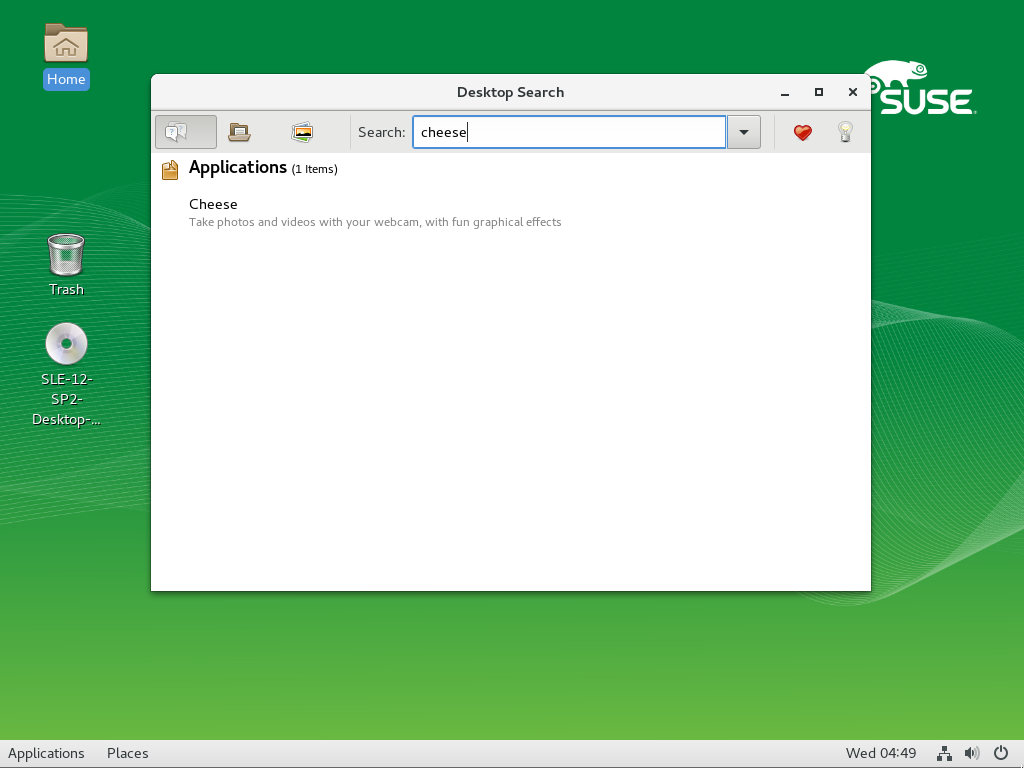 Home
Desktop Search
SUSE
Search: cheese
Applications (1 Items)
Cheese
Take photos and videos with your webcam, with fun graphical effects
Trash
SLE-12-
SP2-
Desktop-...
Applications Places Wed 04:49